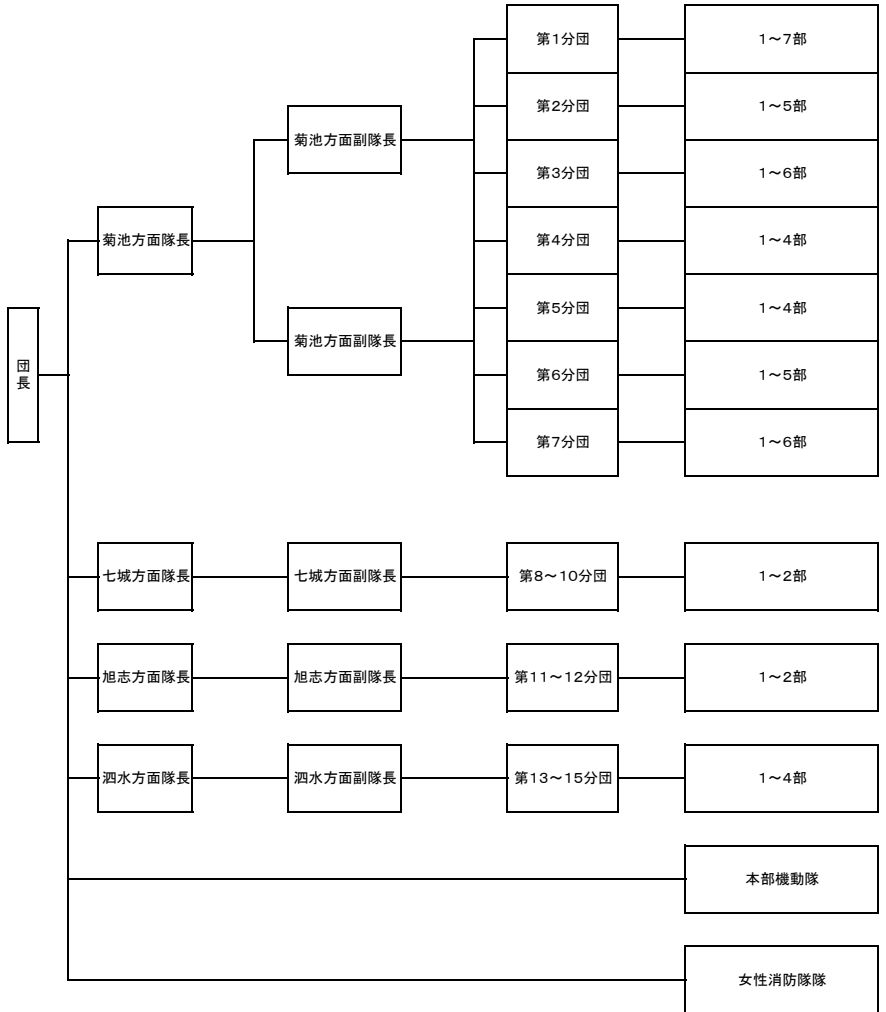 第1分団
1～7部
第2分団
1～5部
菊池方面副隊長
第3分団
1～6部
菊池方面隊長
第4分団
1～4部
第5分団
1～4部
菊池方面副隊長
団長
第6分団
1～5部
第7分団
1～6部
七城方面隊長
七城方面副隊長
第8～10分団
1～2部
旭志方面隊長
旭志方面副隊長
第11～12分団
1～2部
泗水方面隊長
泗水方面副隊長
第13～15分団
1～4部
本部機動隊
女性消防隊隊